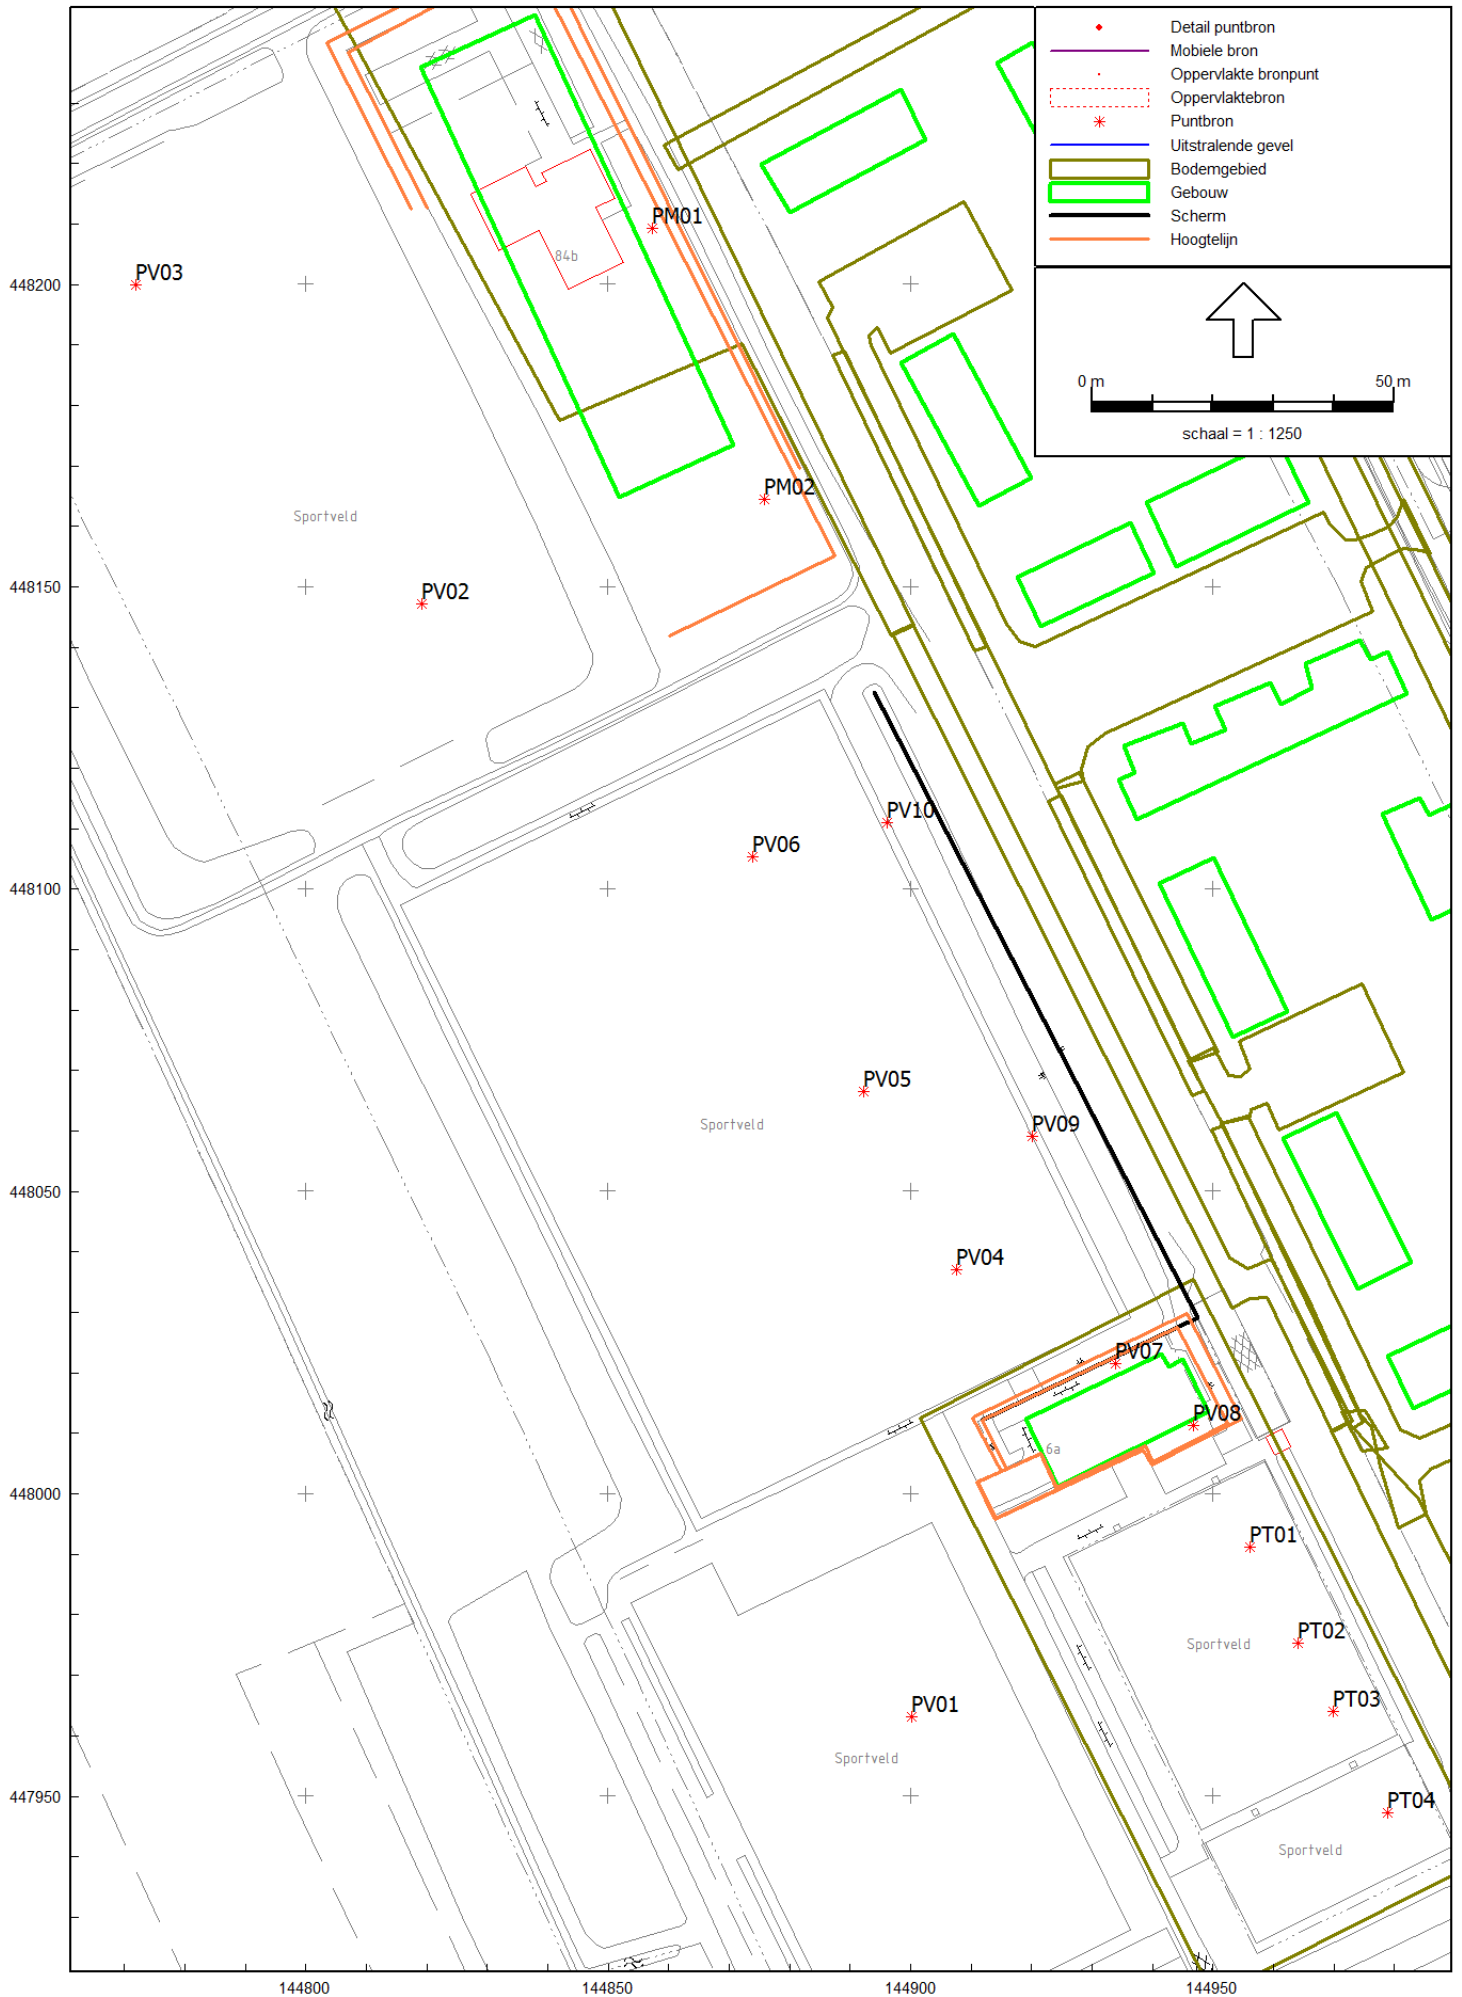 Detail puntbron
Mobiele bron
Oppervlakte bronpunt
Oppervlaktebron
Puntbron
Uitstralende gevel
Bodemgebied
Gebouw
Scherm
Hoogtelijn
0 m 50 m
schaal = 1 : 1250
PM01
84b
PV03
448200
PM02
Sportveld
448150
PV02
PV10
PV06
448100
PV05
Sportveld
PV09
448050
PV04
PV07
PV08
6a
448000
PT01
PT02
Sportveld
PT03
PV01
Sportveld
447950
PT04
Sportveld
144800 144850 144900 144950